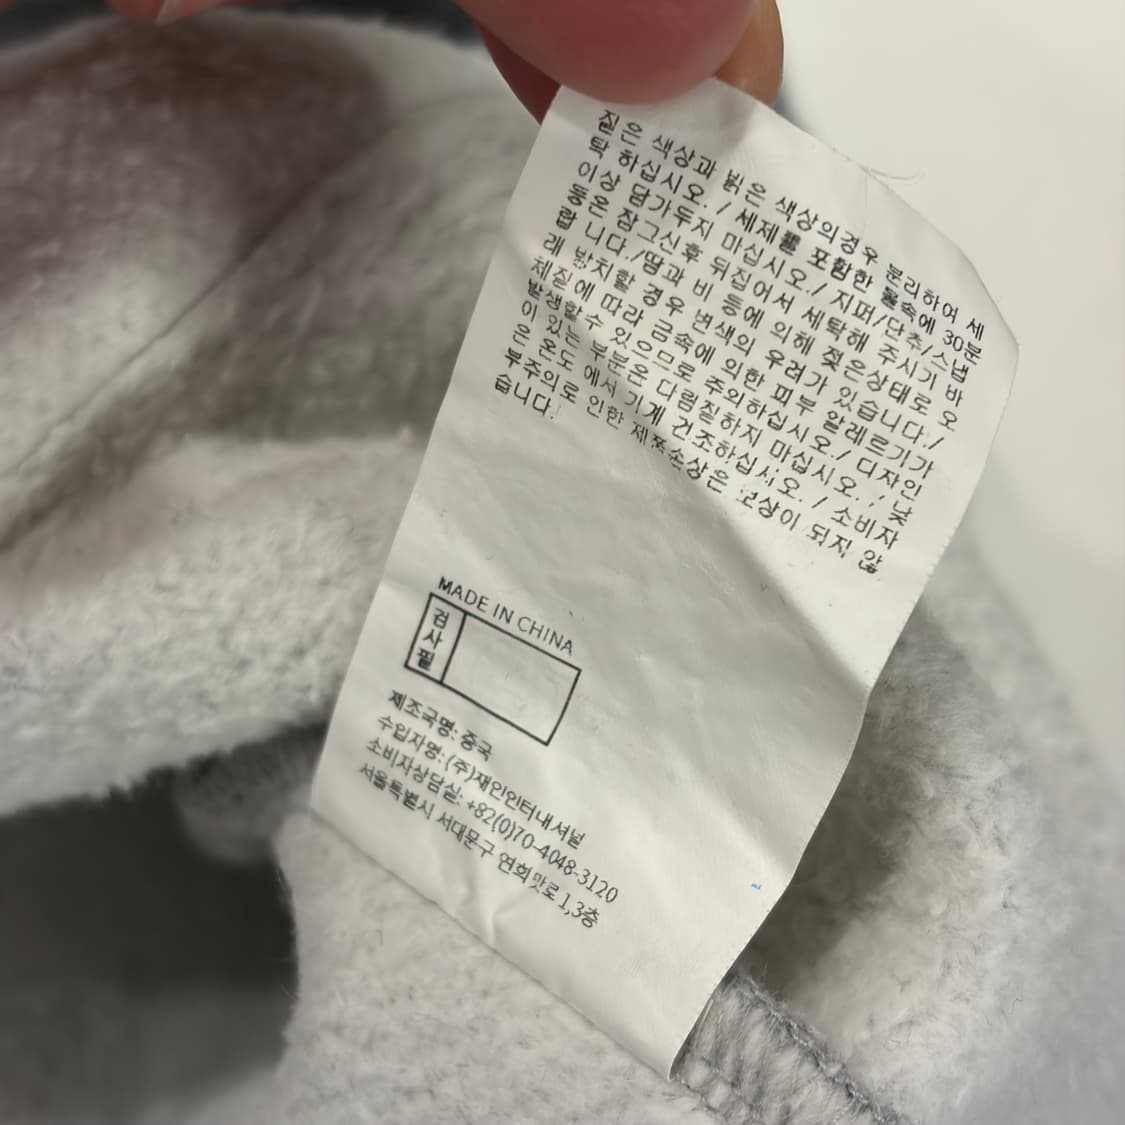 짙은 색상과 밝은 색상의경우 분리하여 세
탁 하십시오. / 세제를 포함한 물속에 30분
이상 담가두지 마십시오./ 지퍼/단추/스냅
등은 잠그신후 뒤집어서 세탁해 주시기 바
랍 니다./땀과 비 등에 의해 젖은상태로 오
래 방치할 경우 변색의 우려가 있습니다./
체질에 따라 금속에 의한 피부 알레르기가
발생할수 있으므로 주의하십시오./ 디자인
이 있는 부분은 다림질하지 마십시오. / 낮
은 온도 에서 기계 건조하십시오. / 소비자
부주의로 인한 제품손상은 보상이 되지 않
습니다.
MADE IN CHINA
검사필
제조국명: 중국
수입자명: (주)재인인터내셔널
소비자상담실: +82(0)70-4048-3120
서울특별시 서대문구 연희맛로 1,3층